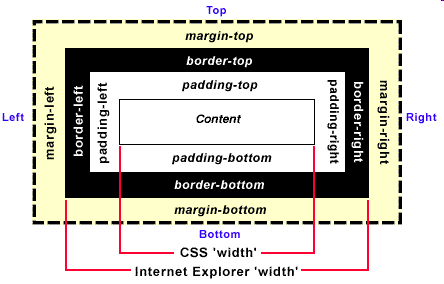 Top
margin-top
border-top
padding-top
Left
margin-left
border-left
padding-left
Content
padding-right
border-right
margin-right
Right
padding-bottom
border-bottom
margin-bottom
Bottom
CSS 'width'
Internet Explorer 'width'